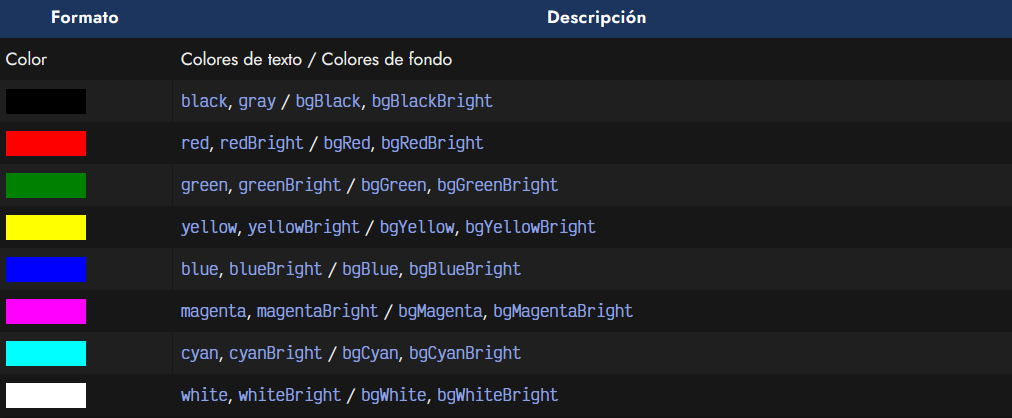 Formato Descripción
Color Colores de texto / Colores de fondo
black, gray / bgBlack, bgBlackBright
red, redBright / bgRed, bgRedBright
green, greenBright / bgGreen, bgGreenBright
yellow, yellowBright / bgYellow, bgYellowBright
blue, blueBright / bgBlue, bgBlueBright
magenta, magentaBright / bgMagenta, bgMagentaBright
cyan, cyanBright / bgCyan, bgCyanBright
white, whiteBright / bgWhite, bgWhiteBright